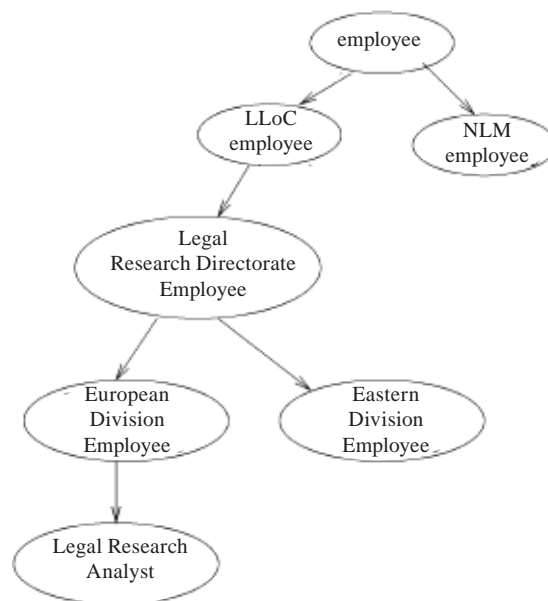 employee
LLoC
employee
NLM
employee
Legal
Research Directorate
Employee
European
Division
Employee
Eastern
Division
Employee
Legal Research
Analyst